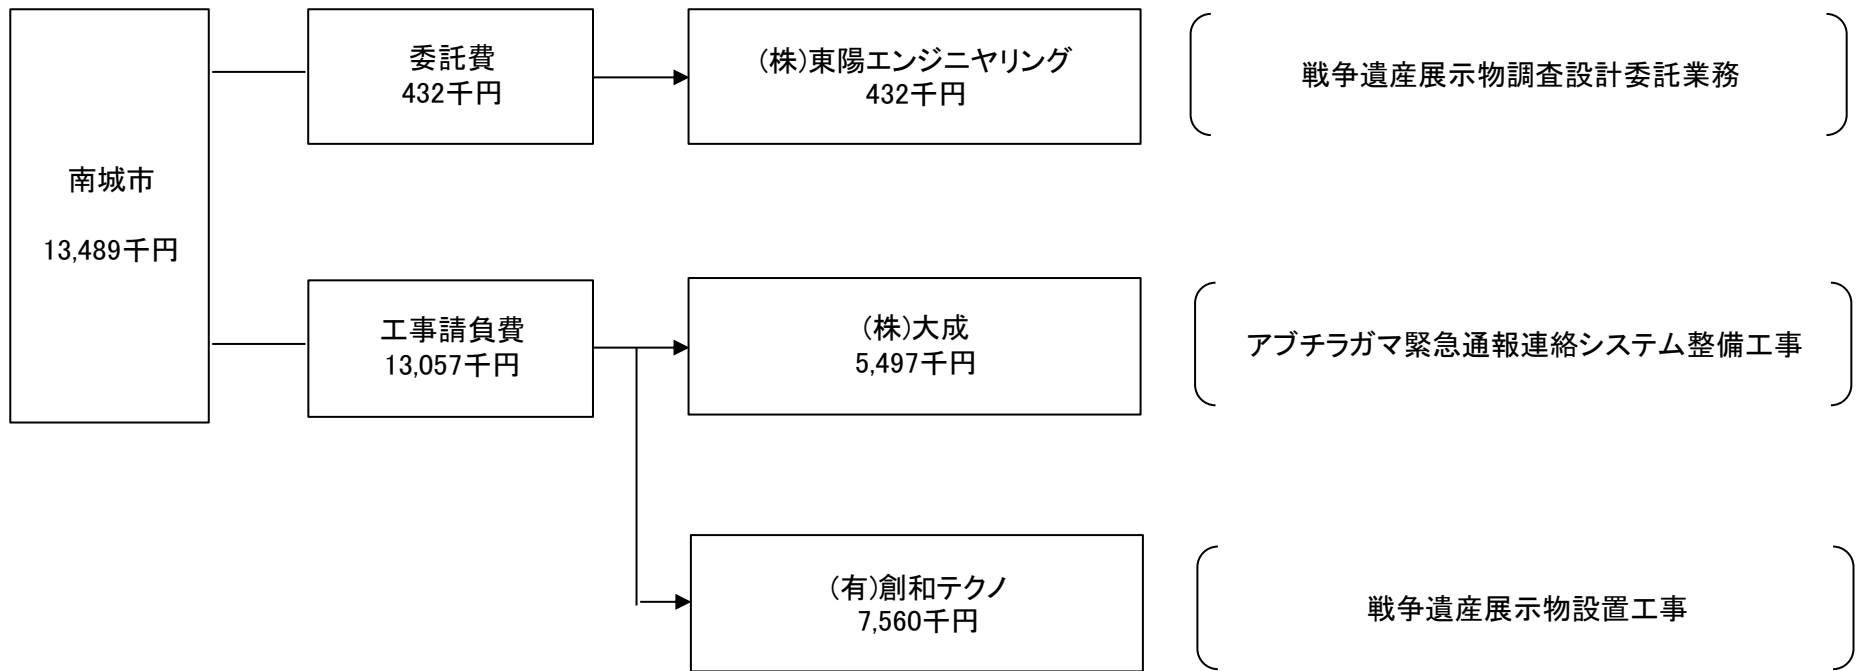 南城市
13,489千円
委託費
432千円
(株)東陽エンジニヤリング
432千円
戦争遺産展示物調査設計委託業務
工事請負費
13,057千円
(株)大成
5,497千円
アブチラガマ緊急通報連絡システム整備工事
(有)創和テクノ
7,560千円
戦争遺産展示物設置工事